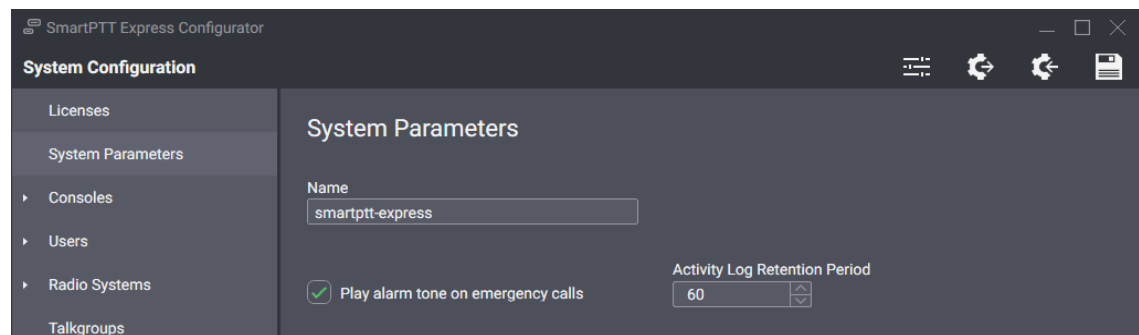 SmartPTT Express Configurator
System Configuration
Licenses
System Parameters
Consoles
Users
Radio Systems
Talkgroups
System Parameters
Name
smartptt-express
Play alarm tone on emergency calls
Activity Log Retention Period
60